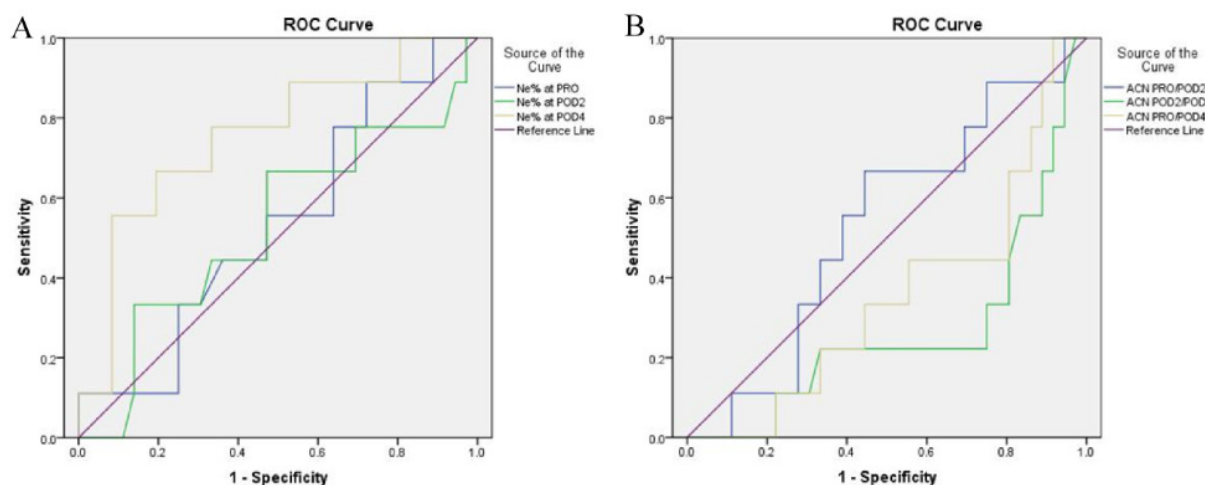 A
ROC Curve
1.0
0.8
0.6
0.4
0.2
0.0
0.0
0.2
0.4
0.6
0.8
1.0
Sensitivity
1 - Specificity
Source of the
Curve
Ne% at PRO
Ne% at POD2
Ne% at POD4
Reference Line
B
ROC Curve
1.0
0.8
0.6
0.4
0.2
0.0
0.0
0.2
0.4
0.6
0.8
1.0
Sensitivity
1 - Specificity
Source of the
Curve
ACN PRO/POD2
ACN POD2/POD
ACN PRO/POD4
Reference Line